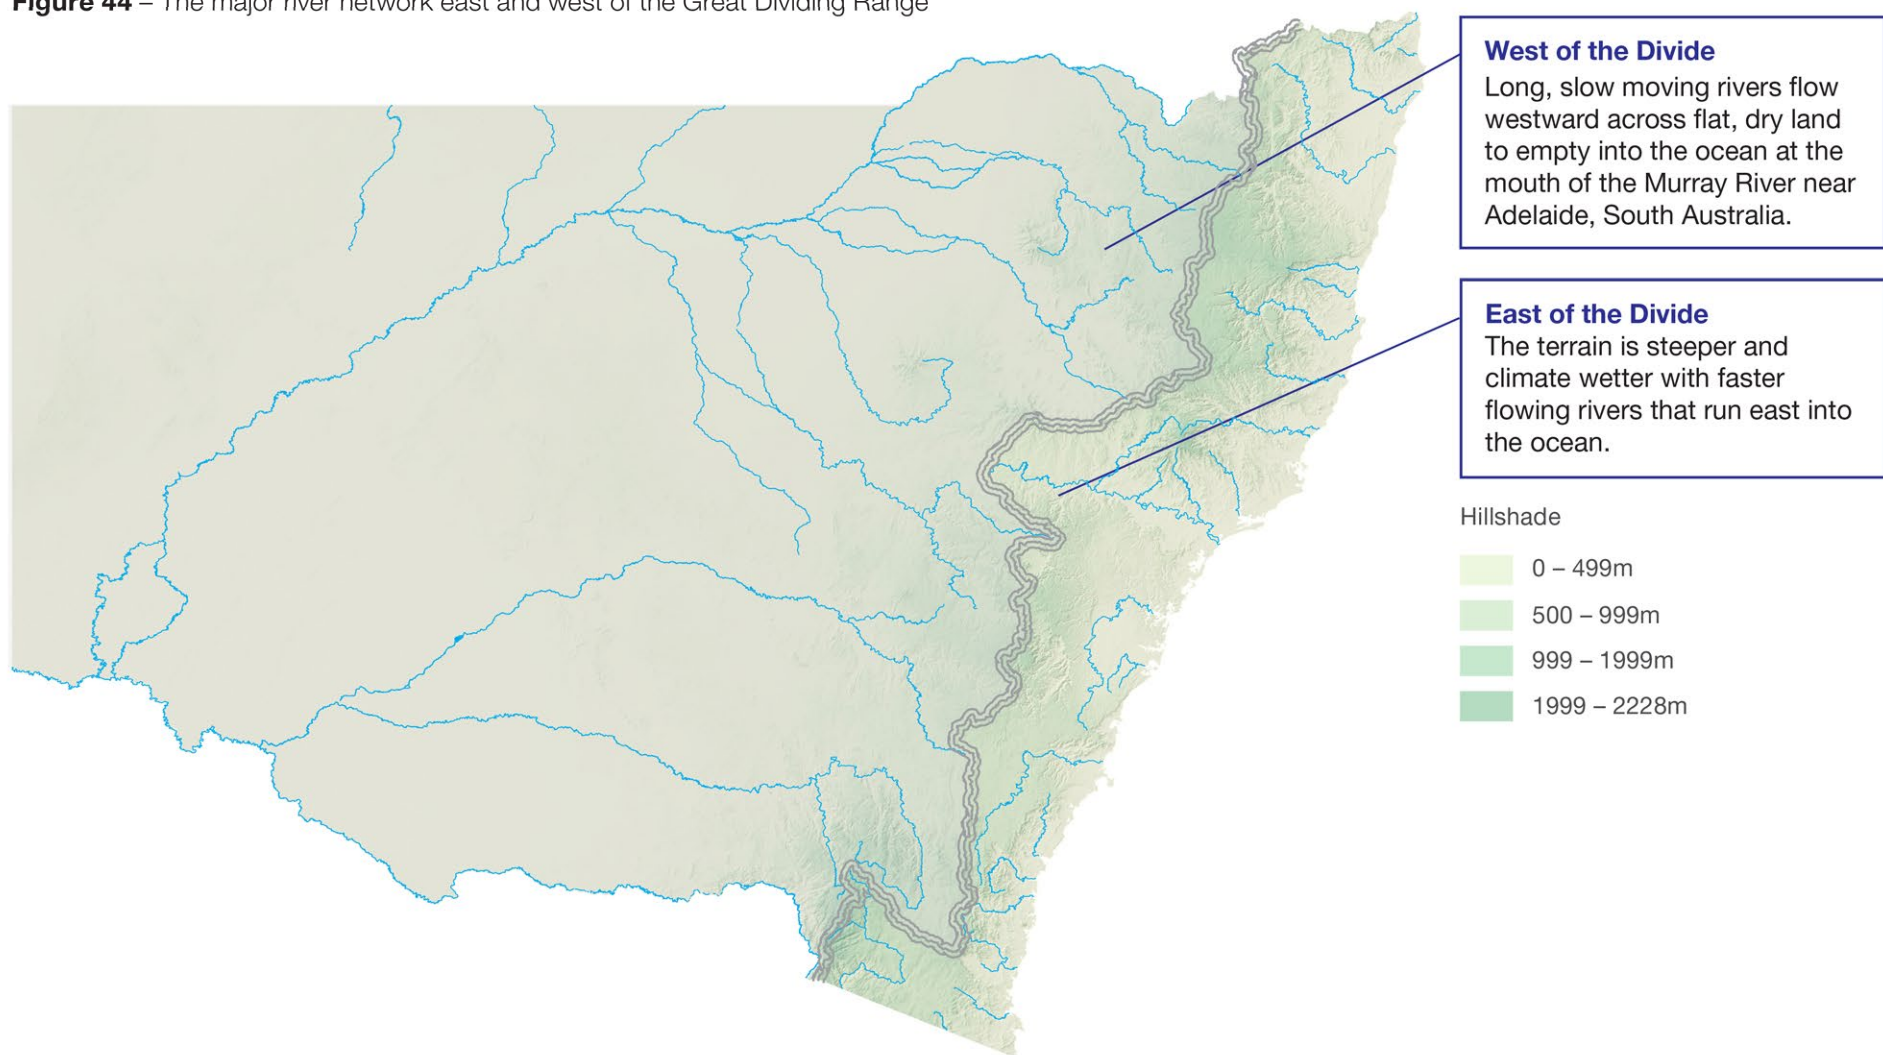 Figure 44 – The major river network east and west of the Great Dividing Range
West of the Divide
Long, slow moving rivers flow
westward across flat, dry land
to empty into the ocean at the
mouth of the Murray River near
Adelaide, South Australia.
East of the Divide
The terrain is steeper and
climate wetter with faster
flowing rivers that run east into
the ocean.
Hillshade
0 – 499m
500 – 999m
999 – 1999m
1999 – 2228m